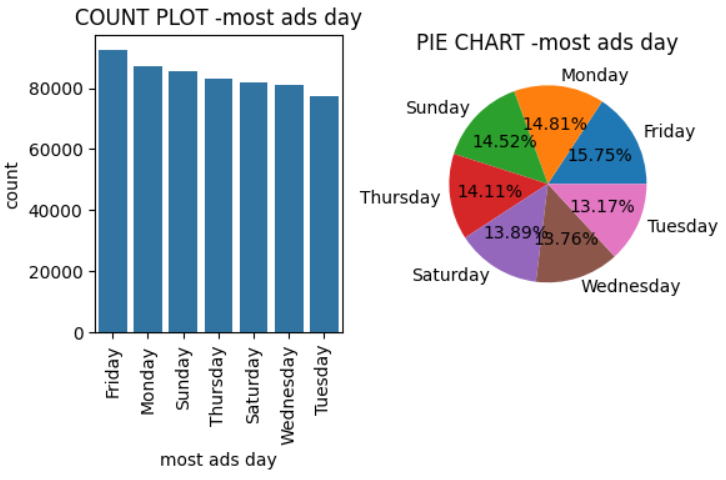 COUNT PLOT -most ads day
80000
60000
40000
20000
0
count
Friday
Monday
Sunday
Thursday
Saturday
Wednesday
Tuesday
most ads day
PIE CHART -most ads day
Friday
15.75%
Monday
14.81%
Sunday
14.52%
Thursday
14.11%
Saturday
13.89%
Wednesday
13.76%
Tuesday
13.17%